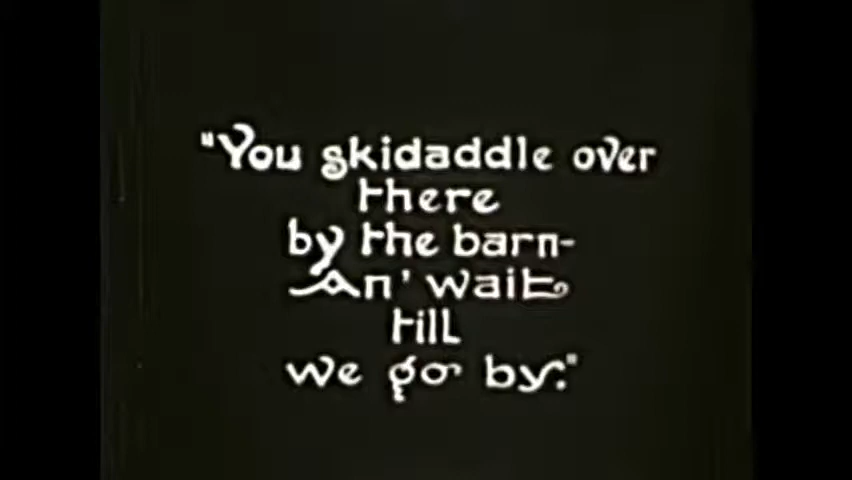 "You skidaddle over
there
by the barn-
An' wait
till
we go by."